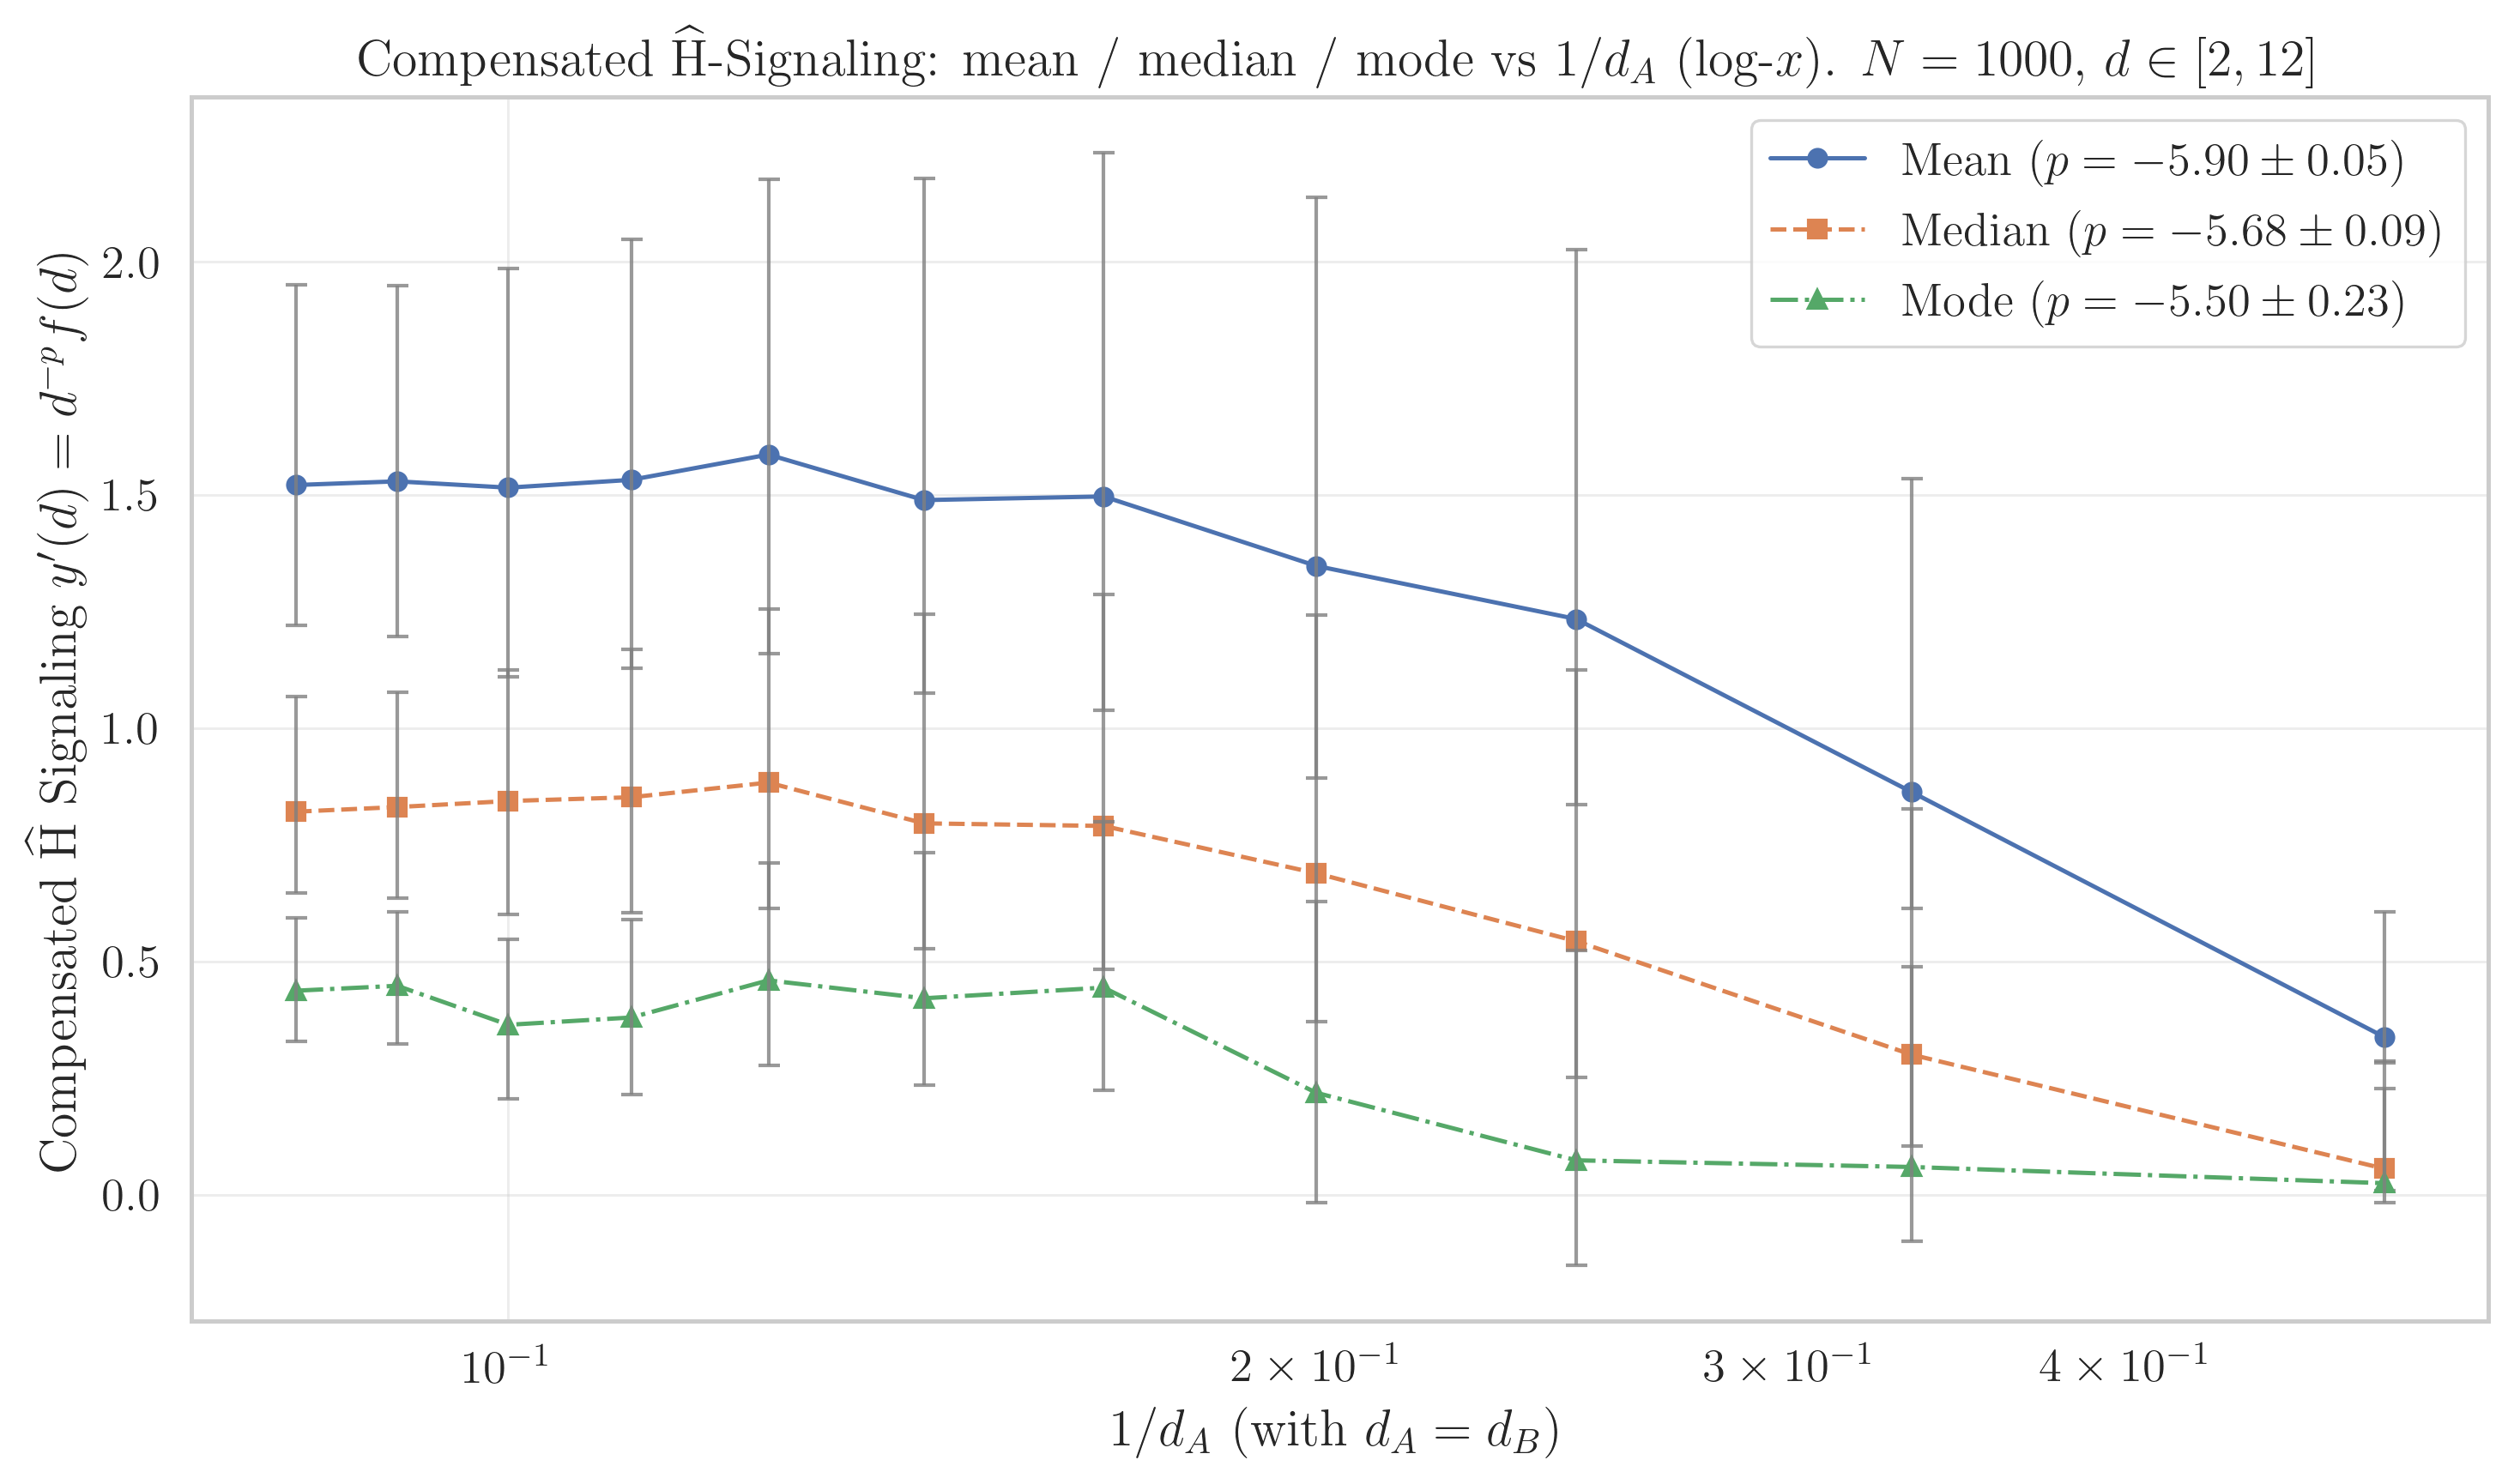 Compensated Ĥ-Signaling: mean / median / mode vs 1/d_A (log-x). N = 1000, d ∈ [2, 12]
Mean (p = −5.90 ± 0.05)
Median (p = −5.68 ± 0.09)
Mode (p = −5.50 ± 0.23)
Compensated Ĥ Signaling y′(d) = d^{−p} f(d)
2.0
1.5
1.0
0.5
0.0
10^{−1}
2 × 10^{−1}
3 × 10^{−1}
4 × 10^{−1}
1/d_A (with d_A = d_B)